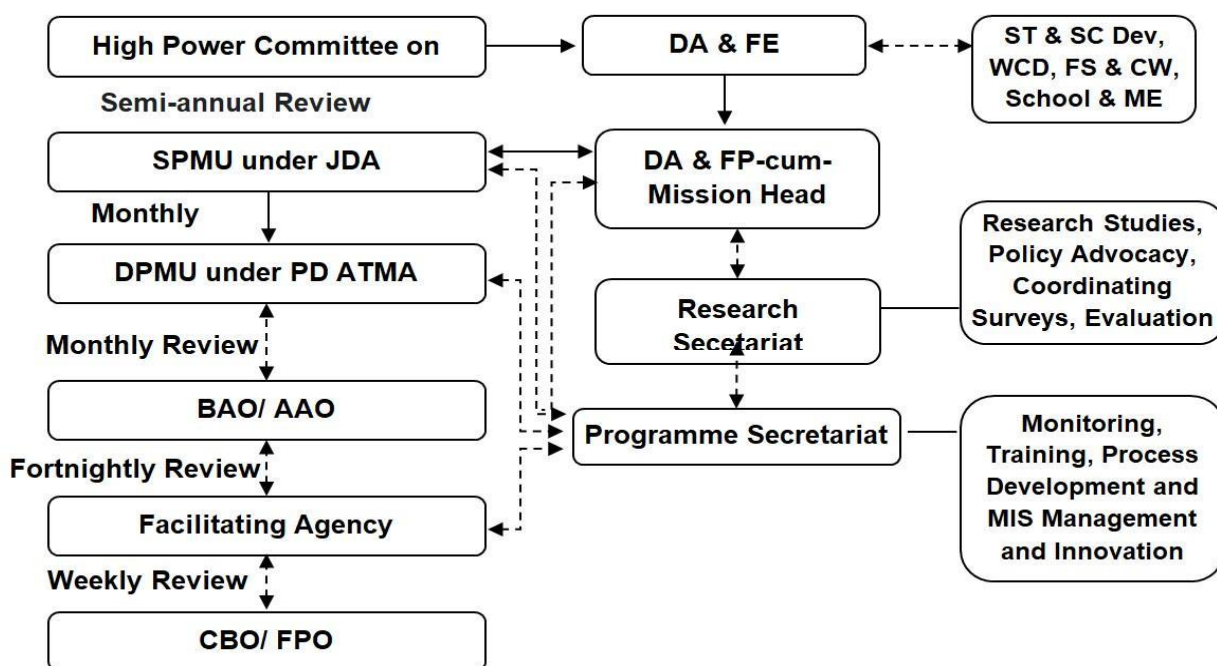 High Power Committee on
DA & FE
ST & SC Dev,
WCD, FS & CW,
School & ME
Semi-annual Review
SPMU under JDA
DA & FP-cum-
Mission Head
Monthly
DPMU under PD ATMA
Research Studies,
Policy Advocacy,
Coordinating
Surveys, Evaluation
Research
Secetariat
Monthly Review
BAO/ AAO
Programme Secretariat
Monitoring,
Training, Process
Development and
MIS Management
and Innovation
Fortnightly Review
Facilitating Agency
Weekly Review
CBO/ FPO